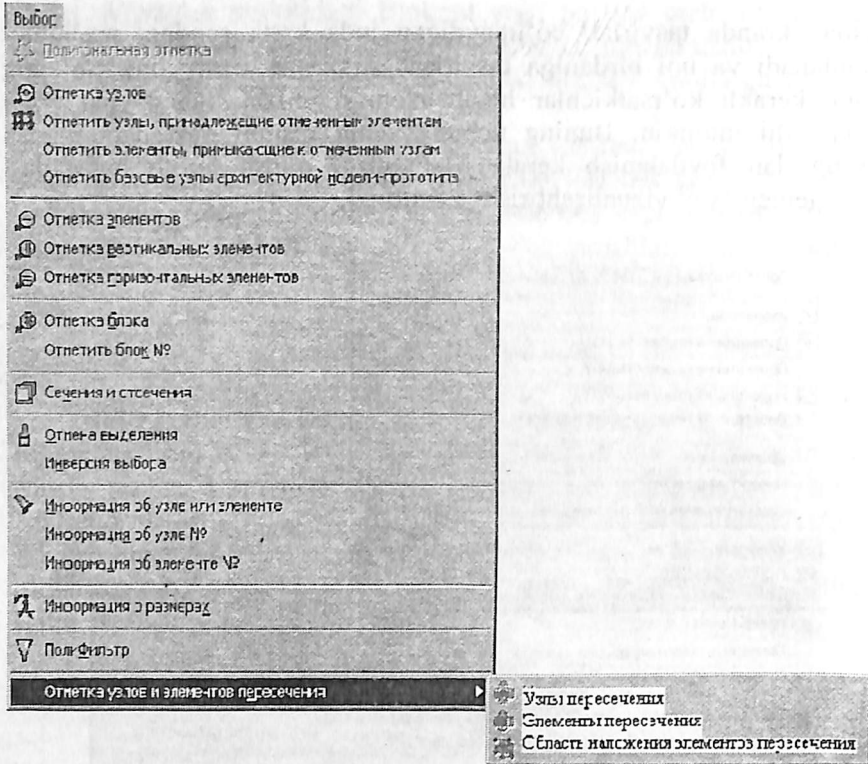 Выбор
Полигональная отметка
Отметка узлов
Отметить узлы, принадлежащие отмеченным элементам
Отметить элементы, примыкающие к отмеченным узлам
Отметить базовые узлы архитектурной модели-прототипа
Отметка элементов
Отметка вертикальных элементов
Отметка горизонтальных элементов
Отметка блока
Отметить блок №
Сечения и отсечения
Отмена выделения
Инверсия выбора
Информация об узле или элементе
Информация об узле №
Информация об элементе №
Информация о размерах
ПолиФильтр
Отметка узлов и элементов пересечения
Узлы пересечения
Элементы пересечения
Область наложения элементов пересечения